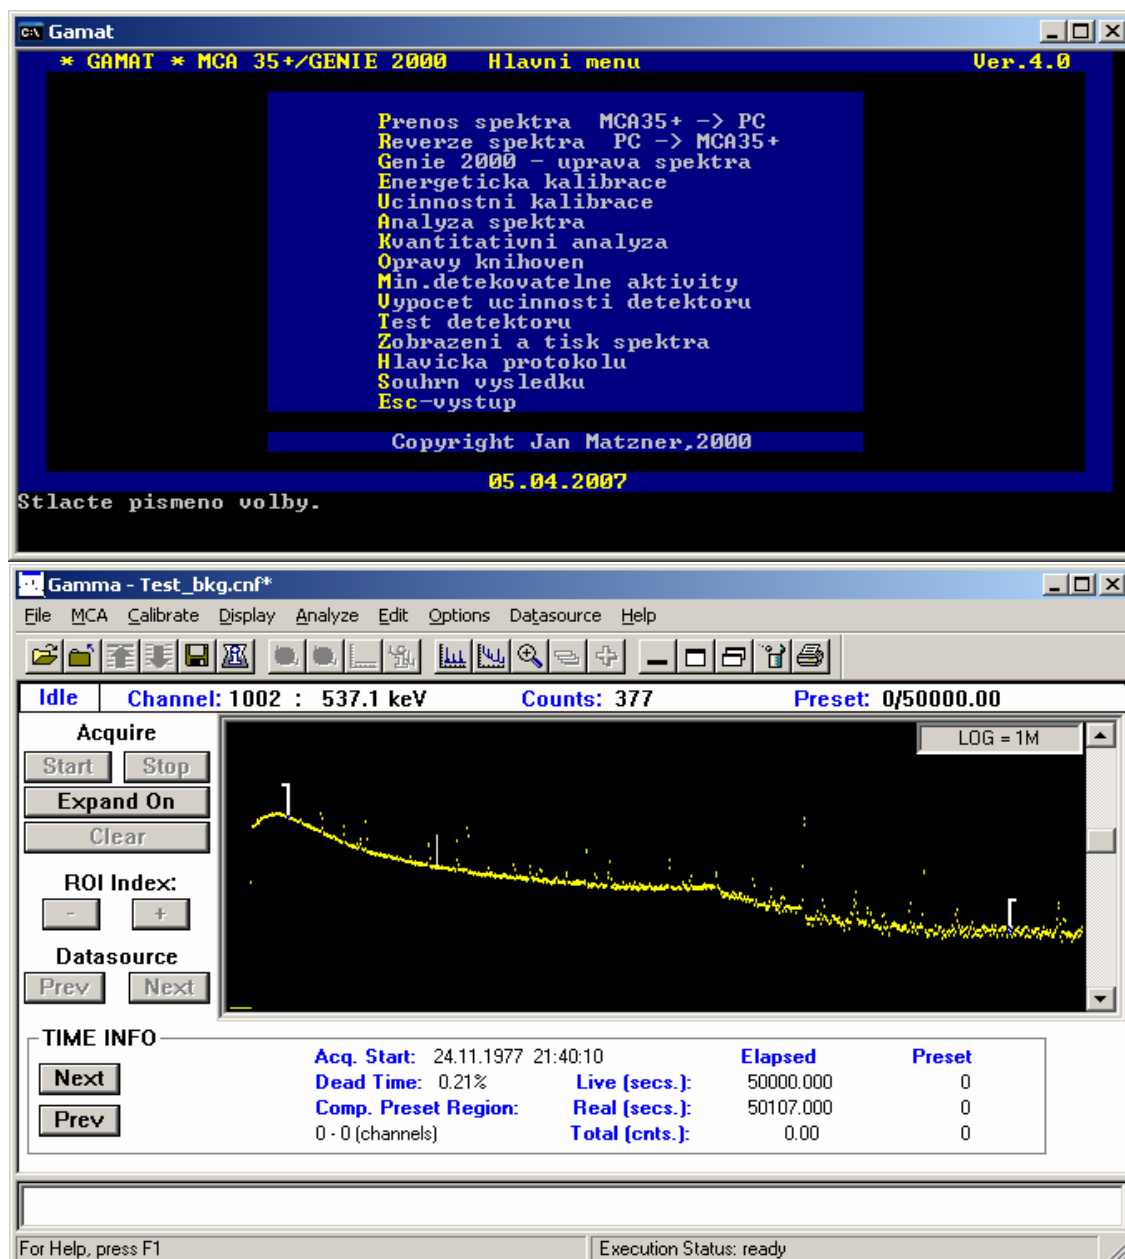 Gamat
* GAMAT * MCA 35+/GENIE 2000 Hlavni menu Ver.4.0
Prenos spektra MCA35+ -> PC
Reverze spektra PC -> MCA35+
Genie 2000 - uprava spektra
Energeticka kalibrace
Ucinnostni kalibrace
Analyza spektra
Kvantitativni analyza
Opravy knihoven
Min.detekovatelne aktivity
Vypocet ucinnosti detektoru
Test detektoru
Zobrazeni a tisk spektra
Hlavicka protokolu
Souhrn vysledku
Esc-vystup
Copyright Jan Matzner,2000
05.04.2007
Stlacte pismeno volby.
Gamma - Test_bkg.cnf*
File MCA Calibrate Display Analyze Edit Options Datasource Help
Idle Channel: 1002 : 537.1 keV Counts: 377 Preset: 0/50000.00
Acquire
LOG = 1M
Start Stop
Expand On
Clear
ROI Index:
- +
Datasource
Prev Next
TIME INFO
Next
Prev
Acq. Start: 24.11.1977 21:40:10 Elapsed Preset
Dead Time: 0.21% Live (secs.): 50000.000 0
Comp. Preset Region: Real (secs.): 50107.000 0
0 - 0 (channels) Total (cnts.): 0.00 0
For Help, press F1 Execution Status: ready